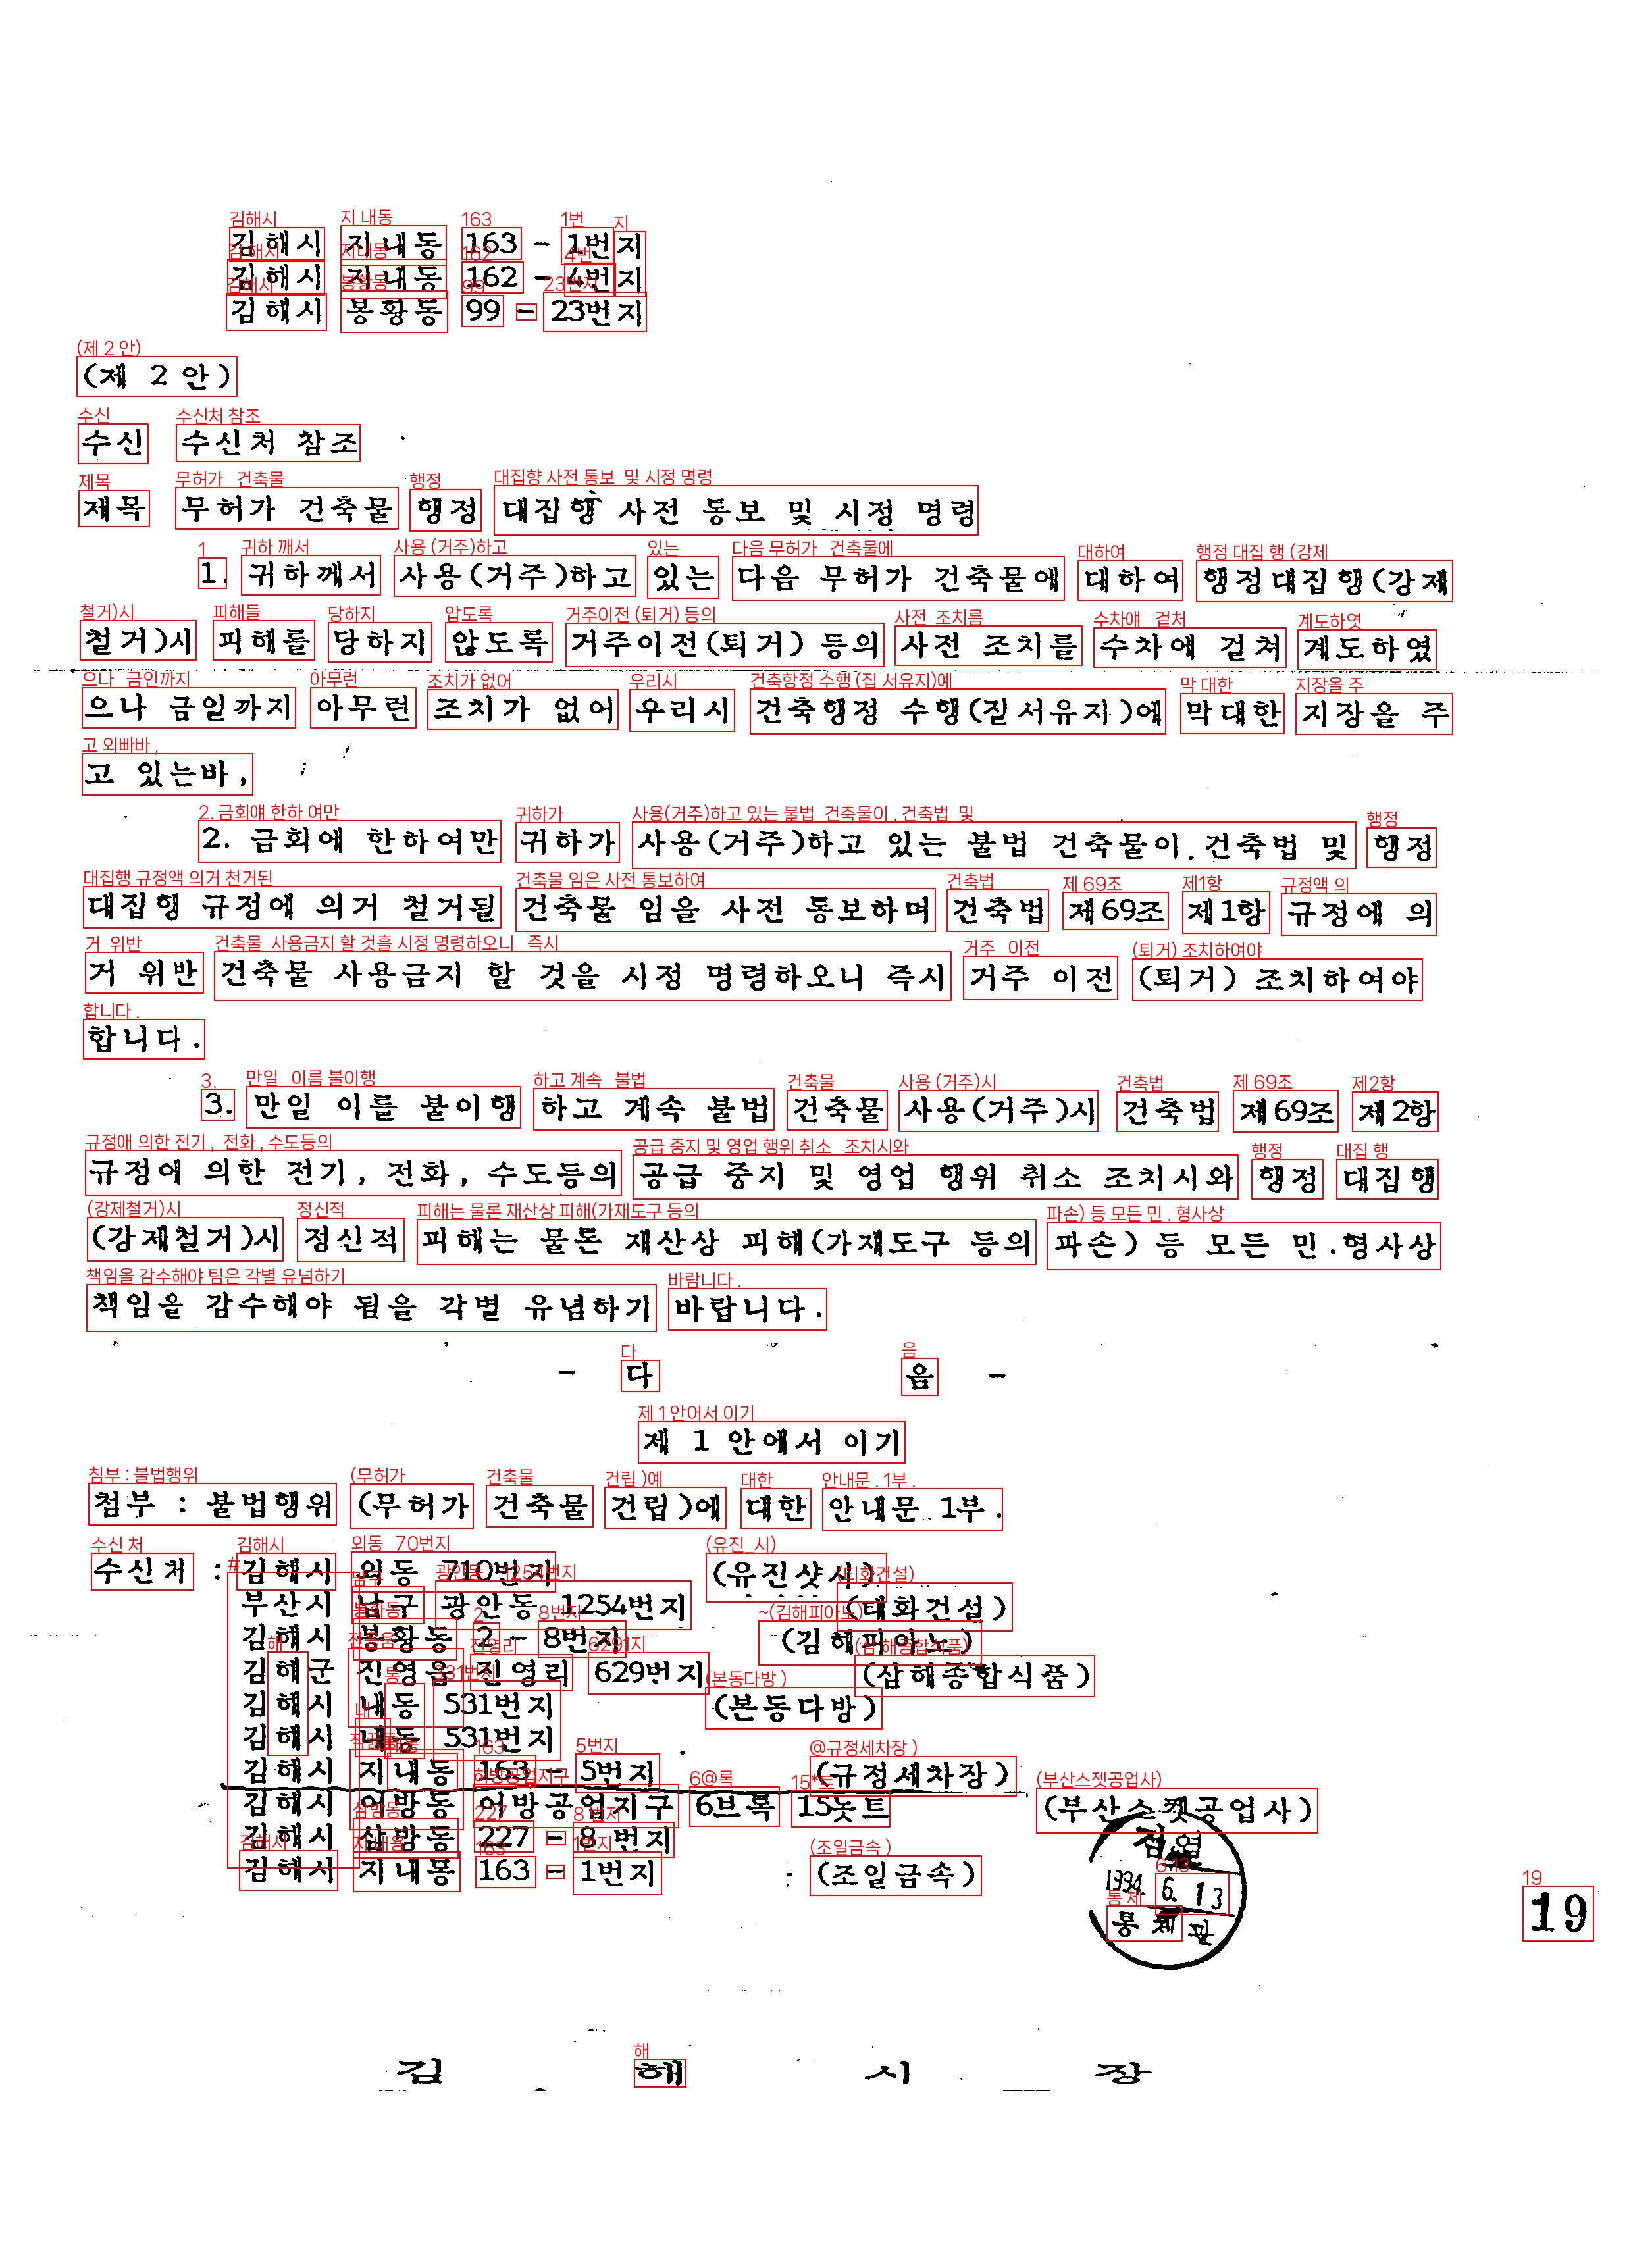 김해시 지내동 163 - 1번지
김해시 지내동 162 - 4번지
김해시 봉황동 99 - 23번지
(제 2 안)
수신 수신처 참조
제목 무허가 건축물 행정 대집행 사전 통보 및 시정 명령
1. 귀하께서 사용(거주)하고 있는 다음 무허가 건축물에 대하여 행정대집행(강제
철거)시 피해를 당하지 않도록 거주이전(퇴거) 등의 사전 조치를 수차에 걸쳐 계도하였
으나 금일까지 아무런 조치가 없어 우리시 건축행정 수행(질서유지)에 막대한 지장을 주
고 있는바,
2. 금회에 한하여만 귀하가 사용(거주)하고 있는 불법 건축물이.건축법 및 행정
대집행 규정에 의거 철거될 건축물 임을 사전 통보하며 건축법 제69조 제1항 규정에 의
거 위반 건축물 사용금지 할 것을 시정 명령하오니 즉시 거주 이전 (퇴거) 조치하여야
합니다.
3. 만일 이를 불이행 하고 계속 불법 건축물 사용(거주)시 건축법 제69조 제2항
규정에 의한 전기, 전화, 수도등의 공급 중지 및 영업 행위 취소 조치시와 행정 대집행
(강제철거)시 정신적 피해는 물론 재산상 피해(가재도구 등의 파손) 등 모든 민.형사상
책임을 감수해야 됨을 각별 유념하기 바랍니다.
- 다 음 -
제 1 안에서 이기
첨부 : 불법행위 (무허가 건축물 건립)에 대한 안내문 1부.
수신처 : 김해시 외동 710번지 (유진샷시)
부산시 남구 광안동 1254번지 (태화건설)
김해시 봉황동 2 - 8번지 (김해피아노)
김해군 진영읍 진영리 629번지 (삼해종합식품)
김해시 내동 531번지 (본동다방)
김해시 내동 531번지
김해시 지내동 163 - 5번지 (규정세차장)
김해시 어방동 어방공업지구 6브록 15놋트 (부산스켓공업사)
김해시 삼방동 227 - 8 번지
김해시 지내동 163 - 1번지 (조일금속)
1994. 6. 13
19
김 해 시 장